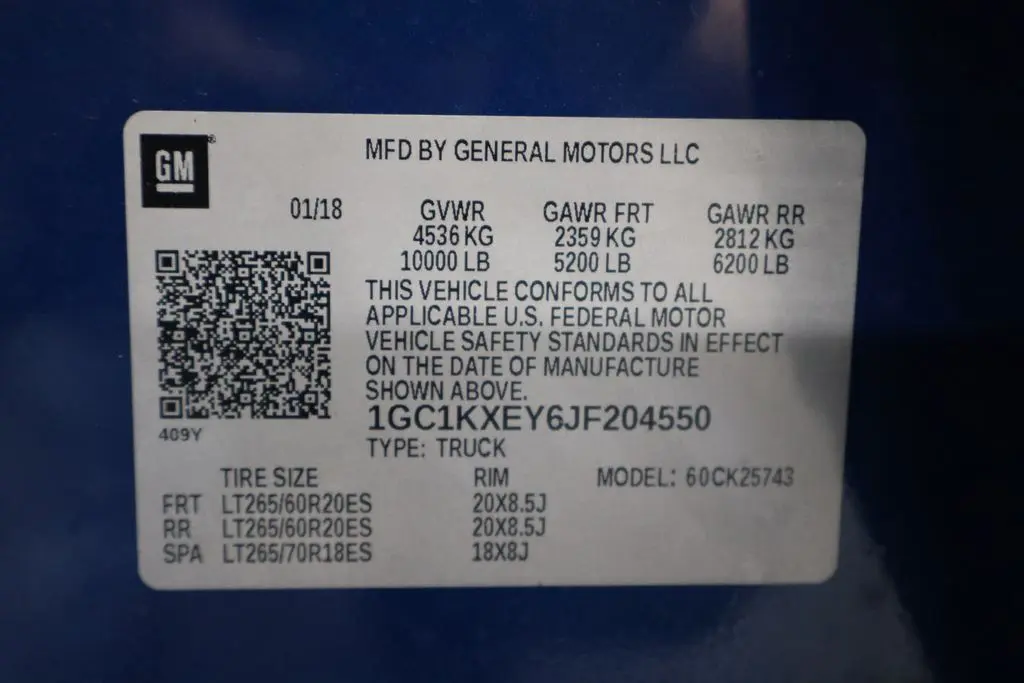 GM®
MFD BY GENERAL MOTORS LLC
01/18 GVWR GAWR FRT GAWR RR
4536 KG 2359 KG 2812 KG
10000 LB 5200 LB 6200 LB
THIS VEHICLE CONFORMS TO ALL
APPLICABLE U.S. FEDERAL MOTOR
VEHICLE SAFETY STANDARDS IN EFFECT
ON THE DATE OF MANUFACTURE
SHOWN ABOVE.
1GC1KXEY6JF204550
409Y
TYPE: TRUCK
TIRE SIZE RIM MODEL: 60CK25743
FRT LT265/60R20ES 20X8.5J
RR LT265/60R20ES 20X8.5J
SPA LT265/70R18ES 18X8J